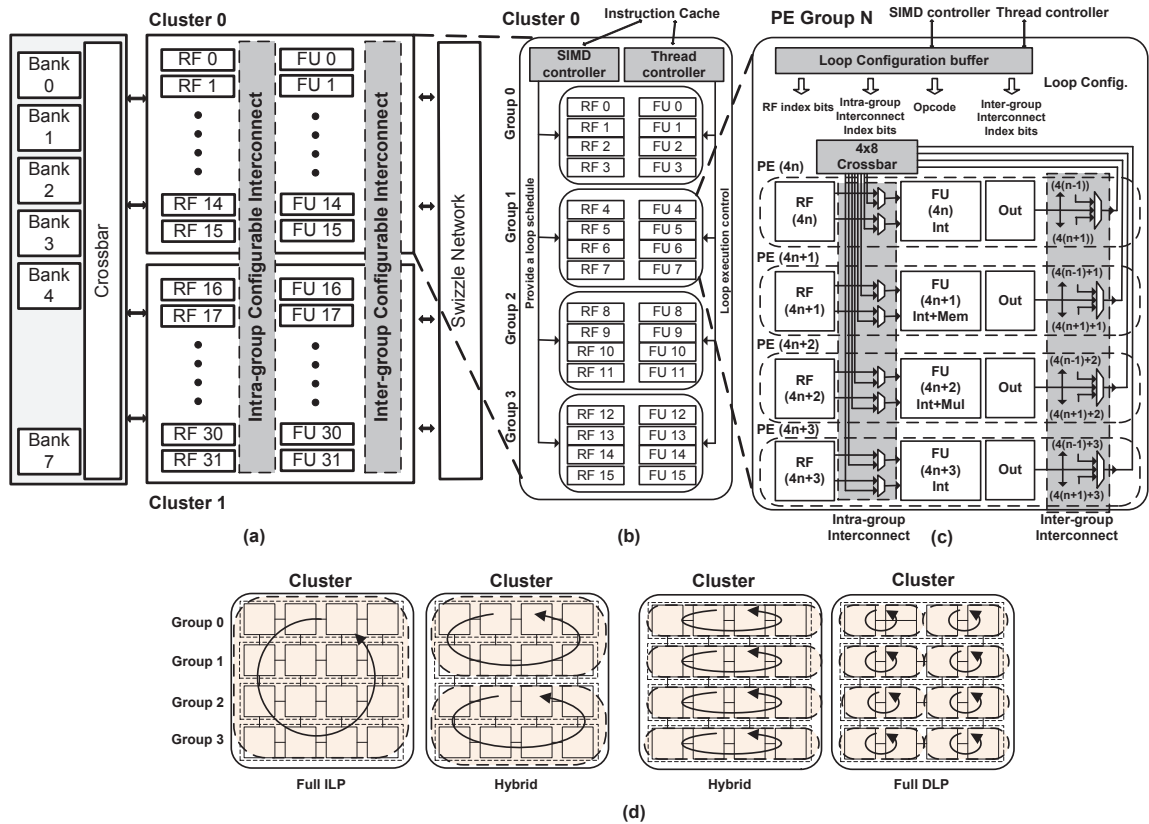 Cluster 0
Bank
0
Bank
1
Bank
2
Bank
3
Bank
4
Bank
7
Crossbar
RF 0
FU 0
RF 1
FU 1
RF 14
FU 14
RF 15
FU 15
RF 16
FU 16
RF 17
FU 17
RF 30
FU 30
RF 31
FU 31
Intra-group Configurable Interconnect
Inter-group Configurable Interconnect
Swizzle Network
Cluster 1
(a)
Cluster 0
Instruction Cache
SIMD
controller
Thread
controller
Provide a loop schedule
Loop execution control
Group 0
RF 0
FU 0
RF 1
FU 1
RF 2
FU 2
RF 3
FU 3
Group 1
RF 4
FU 4
RF 5
FU 5
RF 6
FU 6
RF 7
FU 7
Group 2
RF 8
FU 8
RF 9
FU 9
RF 10
FU 10
RF 11
FU 11
Group 3
RF 12
FU 12
RF 13
FU 13
RF 14
FU 14
RF 15
FU 15
(b)
PE Group N
SIMD controller
Thread controller
Loop Configuration buffer
Loop Config.
RF index bits
Intra-group
Interconnect
Index bits
Opcode
Inter-group
Interconnect
Index bits
4x8
Crossbar
PE (4n)
RF
(4n)
FU
(4n)
Int
Out
(4(n-1))
(4(n+1))
PE (4n+1)
RF
(4n+1)
FU
(4n+1)
Int+Mem
Out
(4(n-1)+1)
(4(n+1)+1)
PE (4n+2)
RF
(4n+2)
FU
(4n+2)
Int+Mul
Out
(4(n-1)+2)
(4(n+1)+2)
PE (4n+3)
RF
(4n+3)
FU
(4n+3)
Int
Out
(4(n-1)+3)
(4(n+1)+3)
Intra-group
Interconnect
Inter-group
Interconnect
(c)
Cluster
Cluster
Cluster
Cluster
Group 0
Group 1
Group 2
Group 3
Full ILP
Hybrid
Hybrid
Full DLP
(d)